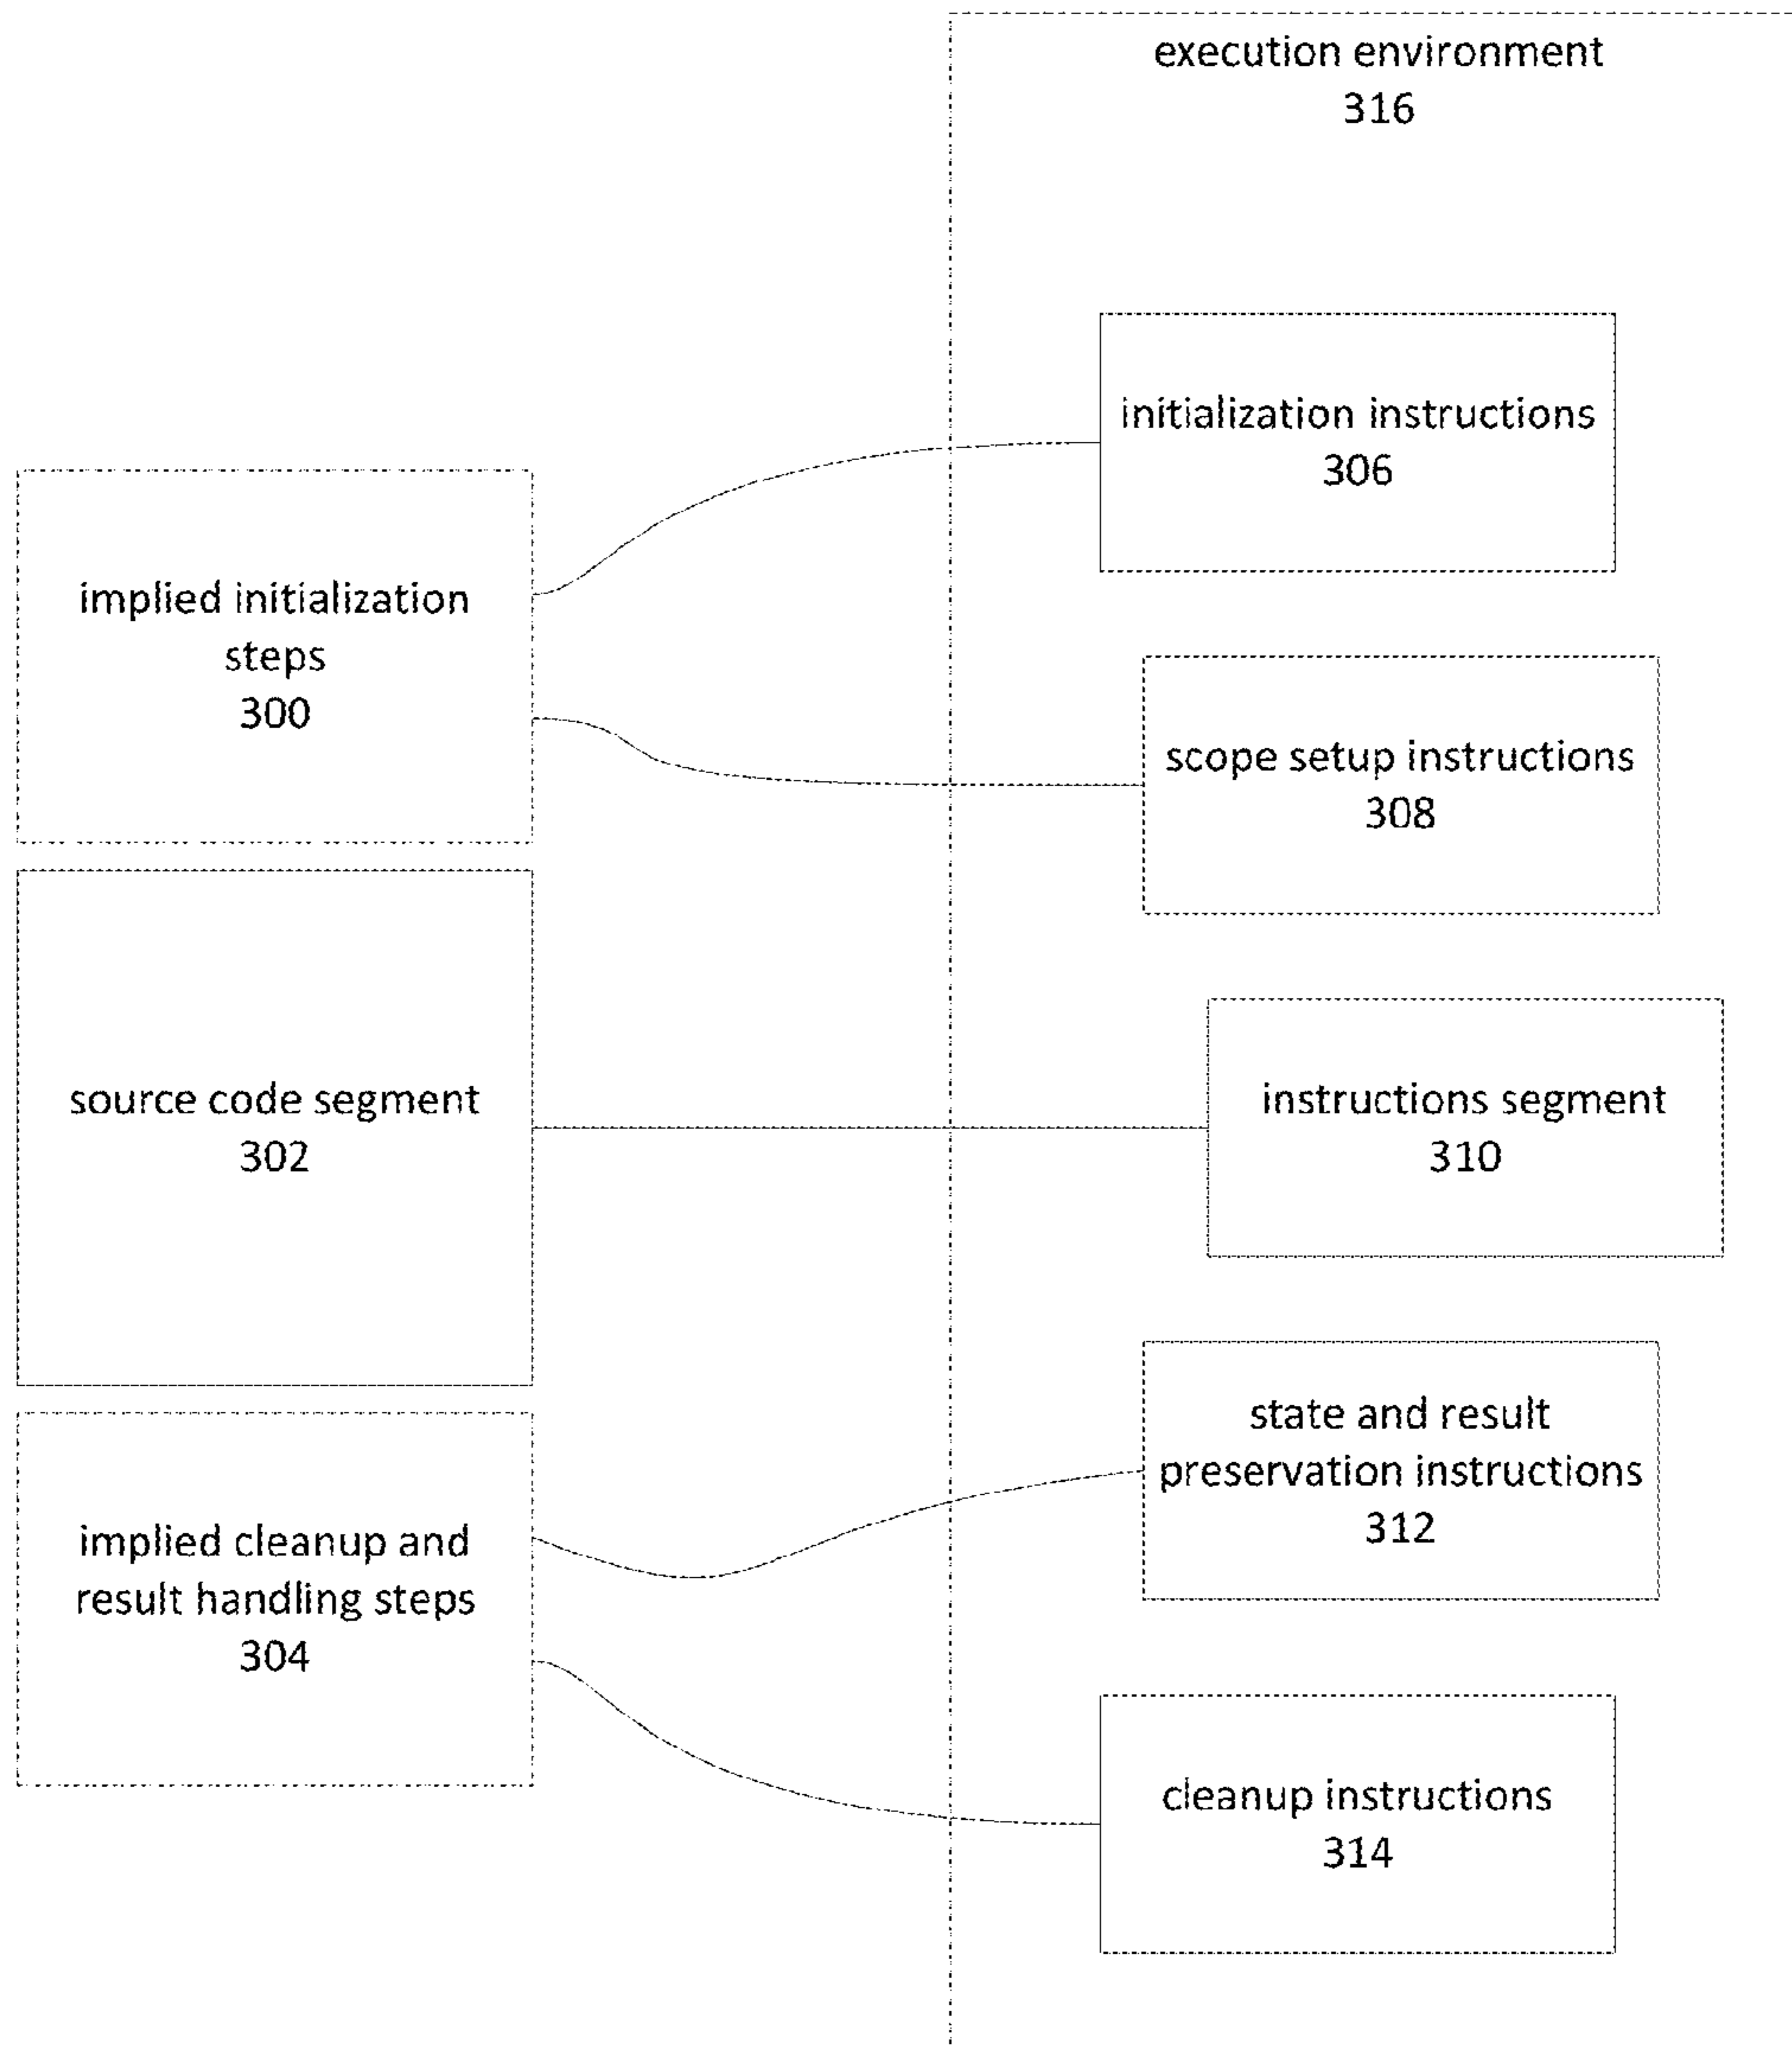 execution environment
316
initialization instructions
306
implied initialization
steps
300
scope setup instructions
308
source code segment
302
instructions segment
310
state and result
preservation instructions
312
implied cleanup and
result handling steps
304
cleanup instructions
314